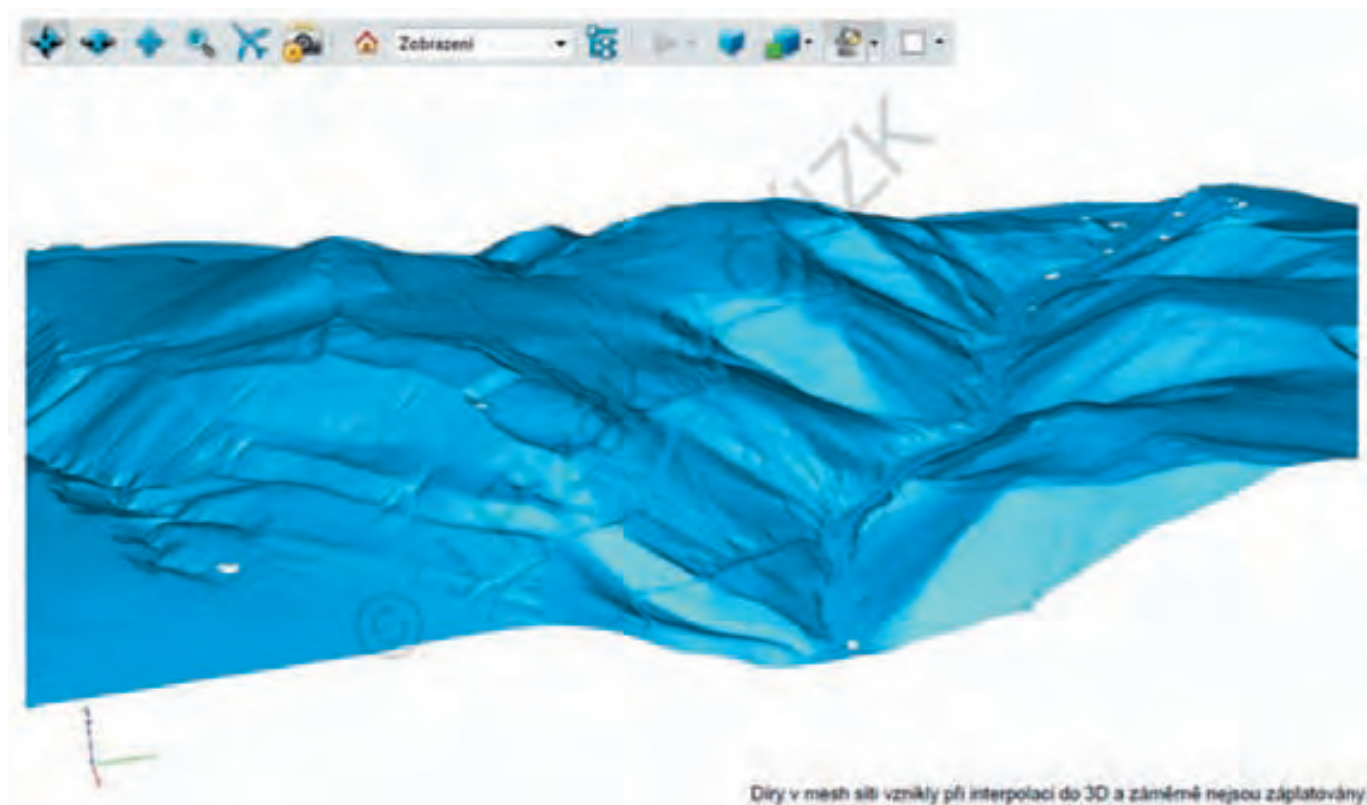 Zobrazení
©
Díry v mesh síti vznikly při interpolaci do 3D a záměrně nejsou záplatovány.